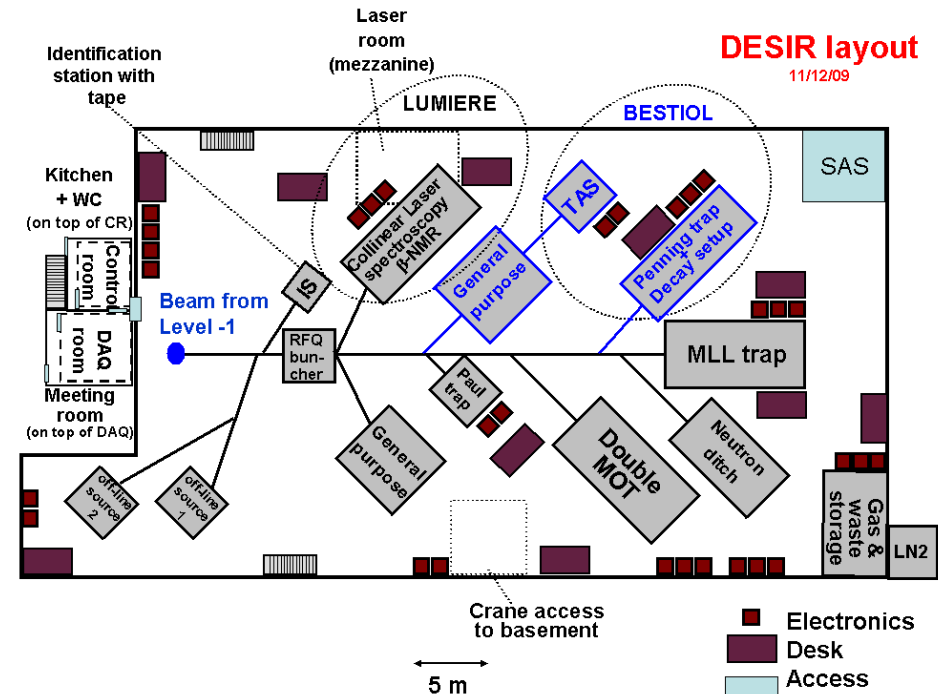 DESIR layout
11/12/09
Laser
room
(mezzanine)
Identification
station with
tape
LUMIERE
BESTIOL
SAS
Kitchen
+ WC
(on top of CR)
Control
room
DAQ
room
Meeting
room
(on top of DAQ)
Beam from
Level -1
IS
Collinear Laser
spectroscopy
β-NMR
RFQ
bun-
cher
General
purpose
TAS
Penning trap
+
Decay setup
MLL trap
Paul
trap
General
purpose
Double
MOT
Neutron
ditch
off-line
source
2
off-line
source 1
Gas &
waste
storage
LN2
Crane access
to basement
5 m
Electronics
Desk
Access